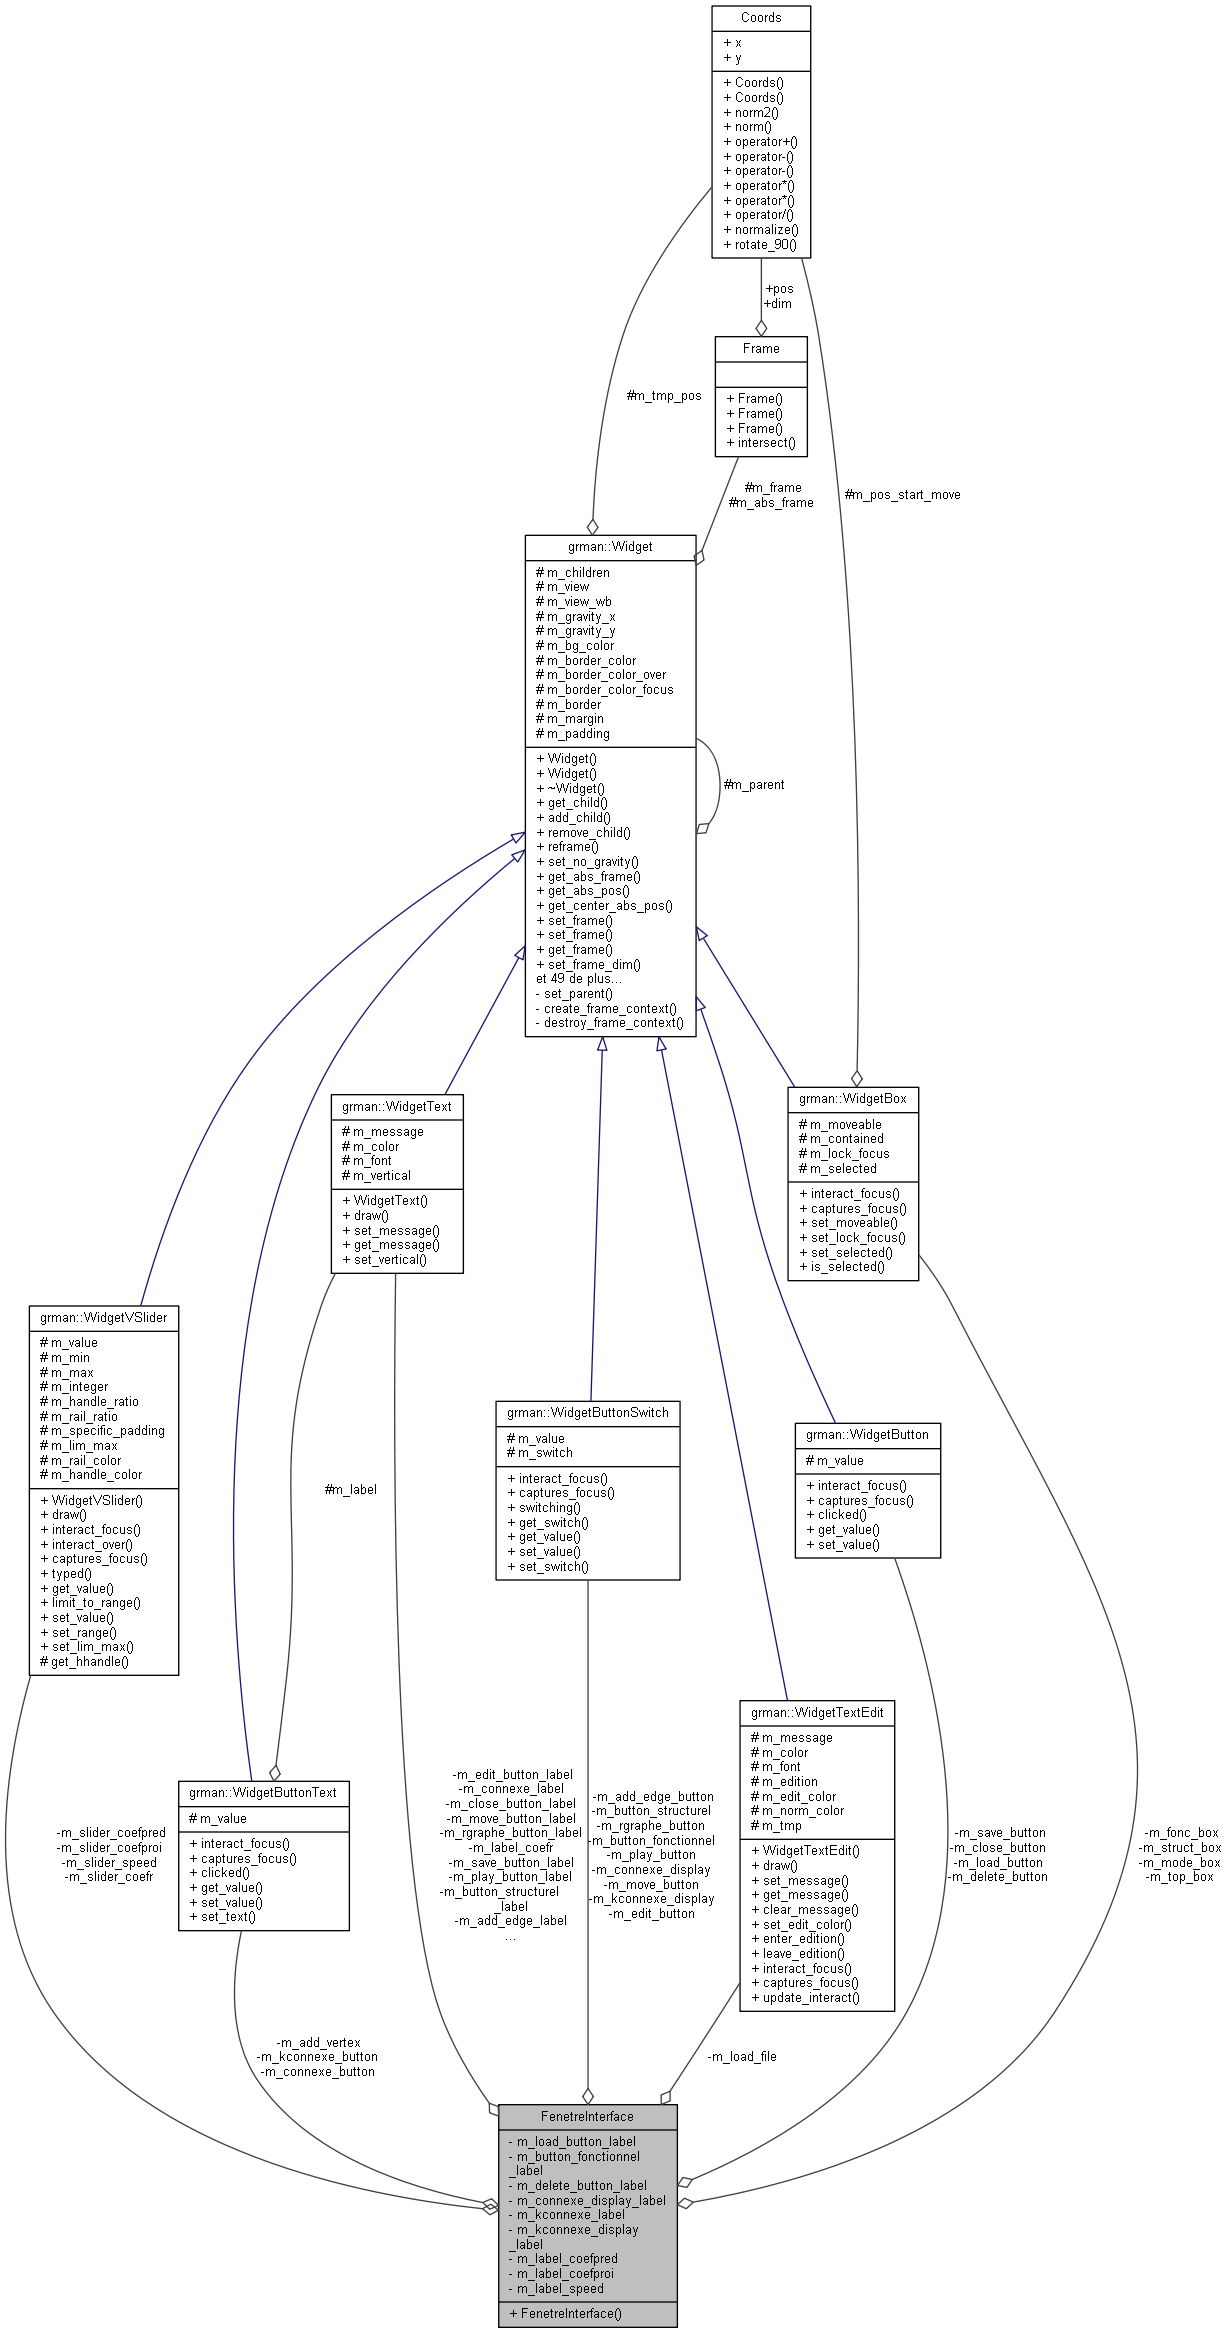 Coords
+ x
+ y
+ Coords()
+ Coords()
+ norm2()
+ norm()
+ operator+()
+ operator-()
+ operator-()
+ operator*()
+ operator*()
+ operator/()
+ normalize()
+ rotate_90()
+pos
+dim
Frame
+ Frame()
+ Frame()
+ Frame()
+ intersect()
#m_tmp_pos
#m_frame
#m_abs_frame
#m_pos_start_move
grman::Widget
# m_children
# m_view
# m_view_wb
# m_gravity_x
# m_gravity_y
# m_bg_color
# m_border_color
# m_border_color_over
# m_border_color_focus
# m_border
# m_margin
# m_padding
+ Widget()
+ Widget()
+ ~Widget()
+ get_child()
+ add_child()
+ remove_child()
+ reframe()
+ set_no_gravity()
+ get_abs_frame()
+ get_abs_pos()
+ get_center_abs_pos()
+ set_frame()
+ set_frame()
+ get_frame()
+ set_frame_dim()
et 49 de plus...
- set_parent()
- create_frame_context()
- destroy_frame_context()
#m_parent
grman::WidgetText
# m_message
# m_color
# m_font
# m_vertical
+ WidgetText()
+ draw()
+ set_message()
+ get_message()
+ set_vertical()
grman::WidgetBox
# m_moveable
# m_contained
# m_lock_focus
# m_selected
+ interact_focus()
+ captures_focus()
+ set_moveable()
+ set_lock_focus()
+ set_selected()
+ is_selected()
grman::WidgetVSlider
# m_value
# m_min
# m_max
# m_integer
# m_handle_ratio
# m_rail_ratio
# m_specific_padding
# m_lim_max
# m_rail_color
# m_handle_color
+ WidgetVSlider()
+ draw()
+ interact_focus()
+ interact_over()
+ captures_focus()
+ typed()
+ get_value()
+ limit_to_range()
+ set_value()
+ set_range()
+ set_lim_max()
# get_hhandle()
#m_label
grman::WidgetButtonSwitch
# m_value
# m_switch
+ interact_focus()
+ captures_focus()
+ switching()
+ get_switch()
+ get_value()
+ set_value()
+ set_switch()
grman::WidgetButton
# m_value
+ interact_focus()
+ captures_focus()
+ clicked()
+ get_value()
+ set_value()
grman::WidgetTextEdit
# m_message
# m_color
# m_font
# m_edition
# m_edit_color
# m_norm_color
# m_tmp
+ WidgetTextEdit()
+ draw()
+ set_message()
+ get_message()
+ clear_message()
+ set_edit_color()
+ enter_edition()
+ leave_edition()
+ interact_focus()
+ captures_focus()
+ update_interact()
grman::WidgetButtonText
# m_value
+ interact_focus()
+ captures_focus()
+ clicked()
+ get_value()
+ set_value()
+ set_text()
-m_slider_coefpred
-m_slider_coefproi
-m_slider_speed
-m_slider_coefr
-m_edit_button_label
-m_connexe_label
-m_close_button_label
-m_move_button_label
-m_rgraphe_button_label
-m_label_coefr
-m_save_button_label
-m_play_button_label
-m_button_structurel
_label
-m_add_edge_label
...
-m_add_edge_button
-m_button_structurel
-m_rgraphe_button
-m_button_fonctionnel
-m_play_button
-m_connexe_display
-m_move_button
-m_kconnexe_display
-m_edit_button
-m_save_button
-m_close_button
-m_load_button
-m_delete_button
-m_fonc_box
-m_struct_box
-m_mode_box
-m_top_box
-m_add_vertex
-m_kconnexe_button
-m_connexe_button
-m_load_file
FenetreInterface
- m_load_button_label
- m_button_fonctionnel
_label
- m_delete_button_label
- m_connexe_display_label
- m_kconnexe_label
- m_kconnexe_display
_label
- m_label_coefpred
- m_label_coefproi
- m_label_speed
+ FenetreInterface()